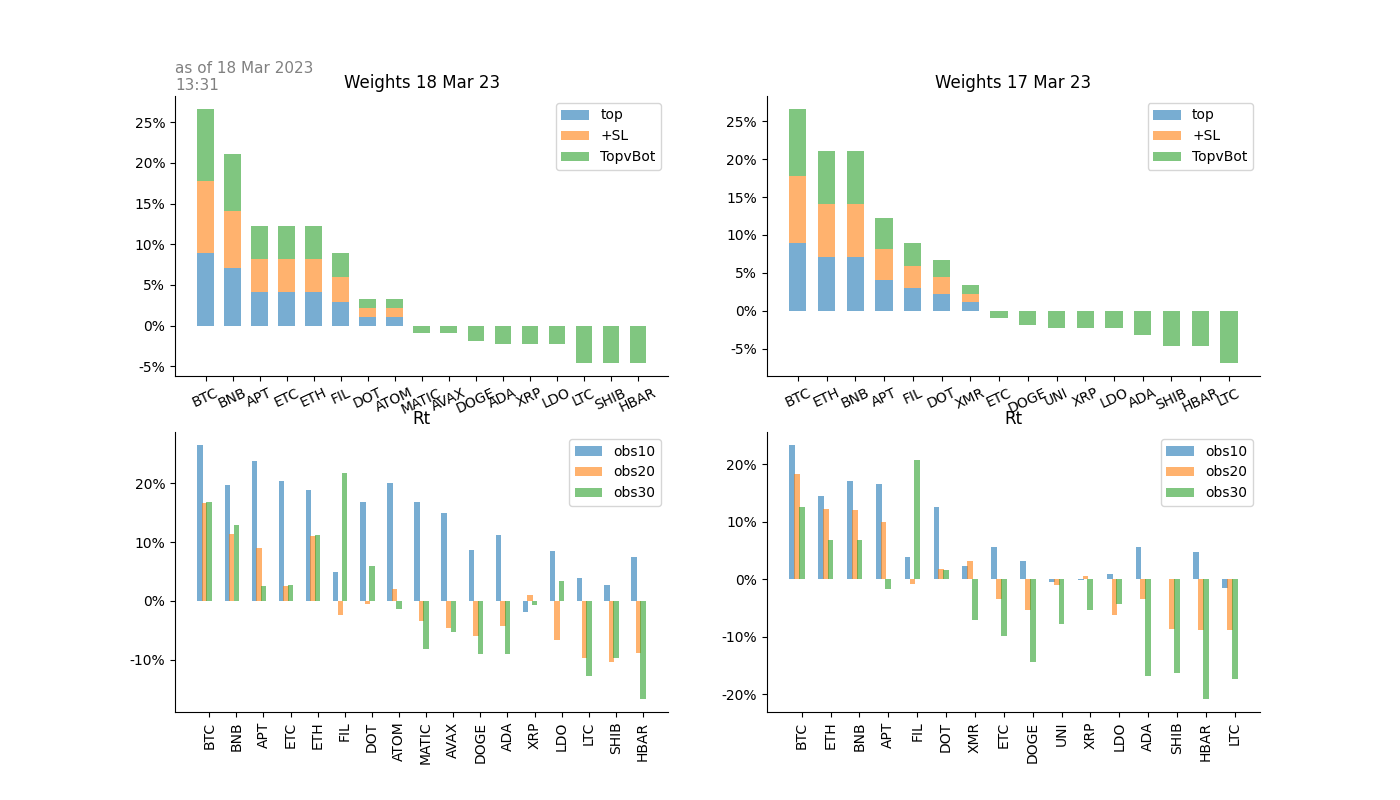 as of 18 Mar 2023
13:31
Weights 18 Mar 23
top
+SL
TopvBot
25%
20%
15%
10%
5%
0%
-5%
BTC BNB APT ETC ETH FIL DOT ATOM MATIC AVAX DOGE ADA XRP LDO LTC SHIB HBAR
Weights 17 Mar 23
top
+SL
TopvBot
25%
20%
15%
10%
5%
0%
-5%
BTC ETH BNB APT FIL DOT XMR ETC DOGE UNI XRP LDO ADA SHIB HBAR LTC
Rt
obs10
obs20
obs30
20%
10%
0%
-10%
BTC BNB APT ETC ETH FIL DOT ATOM MATIC AVAX DOGE ADA XRP LDO LTC SHIB HBAR
Rt
obs10
obs20
obs30
20%
10%
0%
-10%
-20%
BTC ETH BNB APT FIL DOT XMR ETC DOGE UNI XRP LDO ADA SHIB HBAR LTC